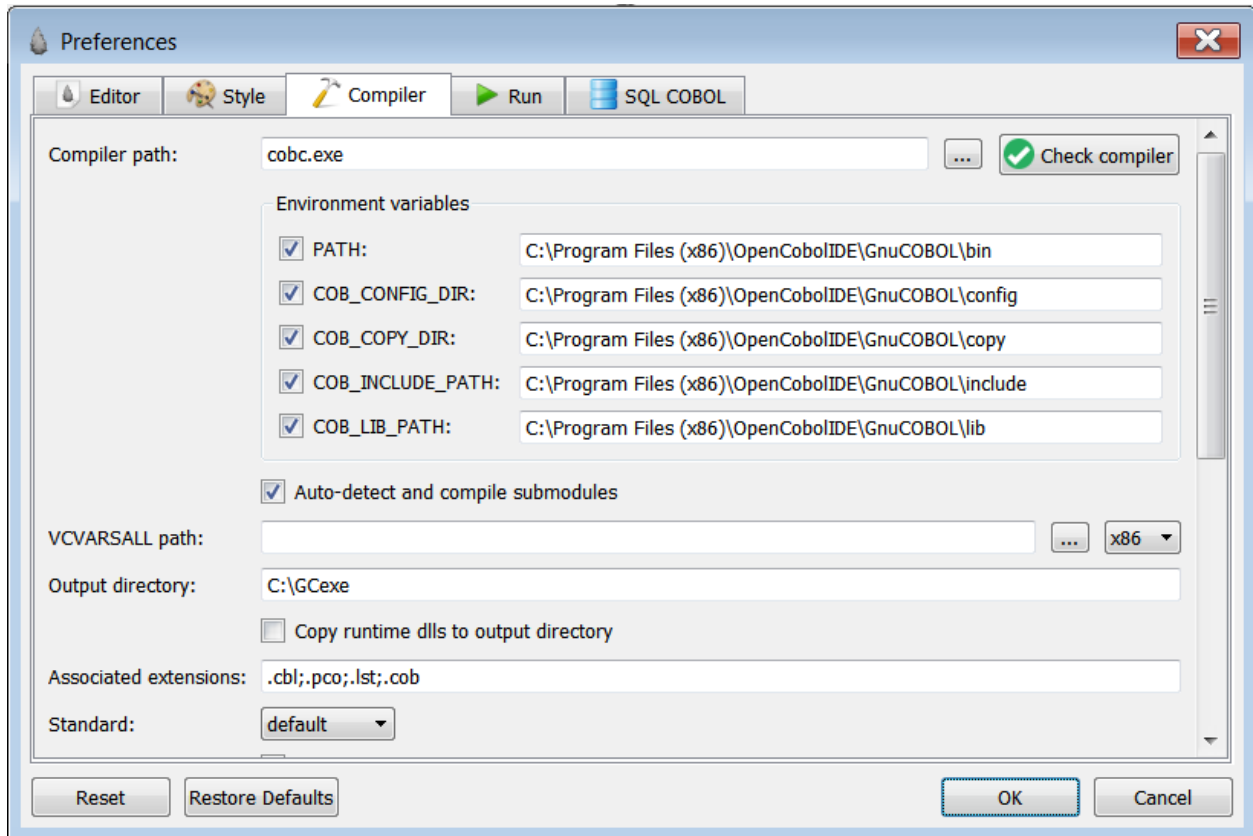 Preferences
Editor Style Compiler Run SQL COBOL
Compiler path: cobc.exe ... Check compiler
Environment variables
PATH: C:\Program Files (x86)\OpenCobolIDE\GnuCOBOL\bin
COB_CONFIG_DIR: C:\Program Files (x86)\OpenCobolIDE\GnuCOBOL\config
COB_COPY_DIR: C:\Program Files (x86)\OpenCobolIDE\GnuCOBOL\copy
COB_INCLUDE_PATH: C:\Program Files (x86)\OpenCobolIDE\GnuCOBOL\include
COB_LIB_PATH: C:\Program Files (x86)\OpenCobolIDE\GnuCOBOL\lib
Auto-detect and compile submodules
VCVARSALL path: ... x86
Output directory: C:\GCexe
Copy runtime dlls to output directory
Associated extensions: .cbl;.pco;.lst;.cob
Standard: default
Reset Restore Defaults OK Cancel